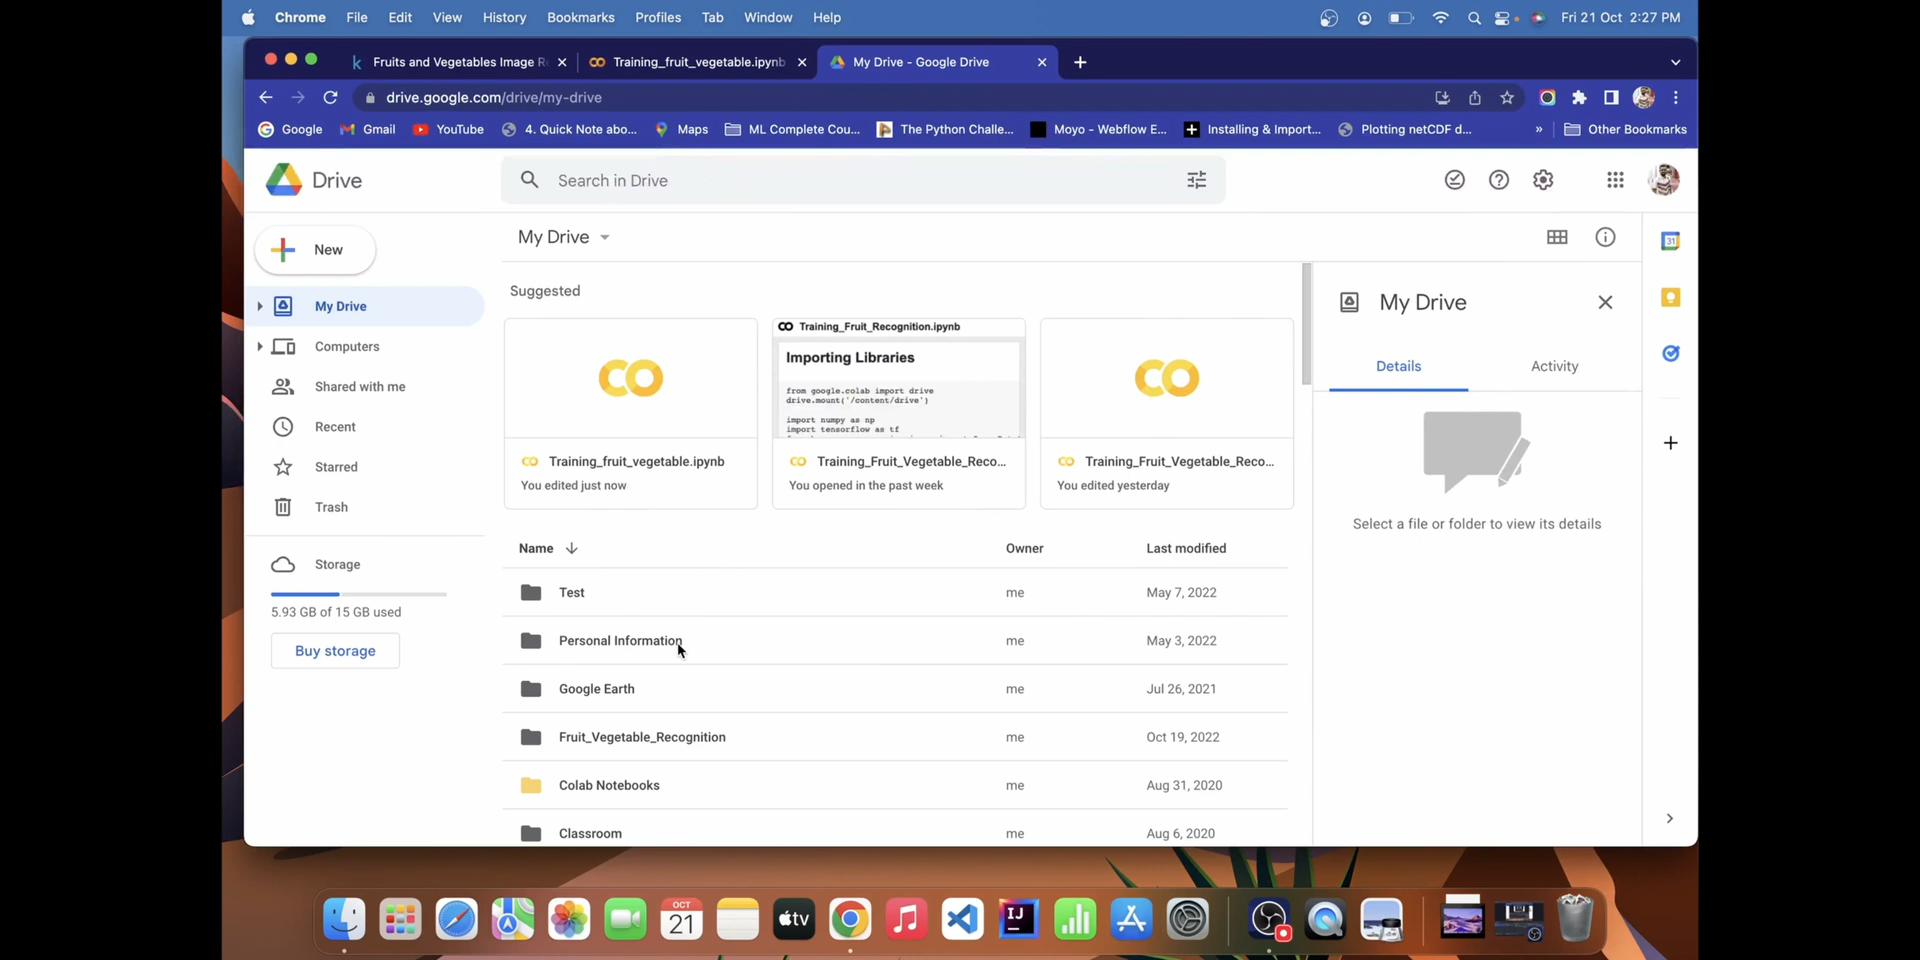 Chrome File Edit View History Bookmarks Profiles Tab Window Help Fri 21 Oct 2:27 PM
Fruits and Vegetables Image R Training_fruit_vegetable.ipynb My Drive - Google Drive
drive.google.com/drive/my-drive
Google Gmail YouTube 4. Quick Note abo... Maps ML Complete Cou... The Python Challe... Moyo - Webflow E... Installing & Import... Plotting netCDF d... » Other Bookmarks
Drive Search in Drive
New
My Drive
Computers
Shared with me
Recent
Starred
Trash
Storage
5.93 GB of 15 GB used
Buy storage
My Drive
Suggested
Training_fruit_vegetable.ipynb
You edited just now
Training_Fruit_Recognition.ipynb
Importing Libraries
from google.colab import drive
drive.mount('/content/drive')
import numpy as np
import tensorflow as tf
Training_Fruit_Vegetable_Reco...
You opened in the past week
Training_Fruit_Vegetable_Reco...
You edited yesterday
Name Owner Last modified
Test me May 7, 2022
Personal Information me May 3, 2022
Google Earth me Jul 26, 2021
Fruit_Vegetable_Recognition me Oct 19, 2022
Colab Notebooks me Aug 31, 2020
Classroom me Aug 6, 2020
My Drive
Details Activity
Select a file or folder to view its details
31
OCT
21
tv
IJ